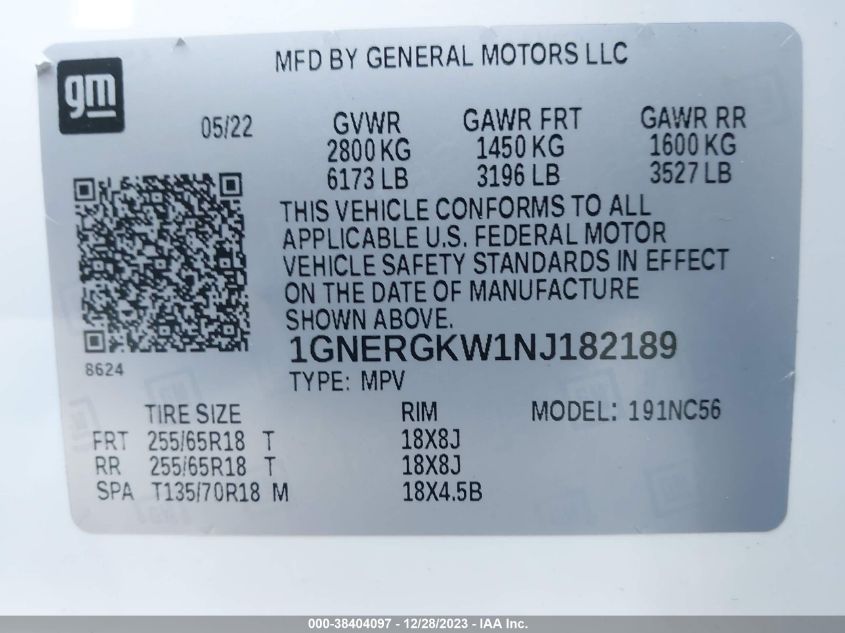 gm
MFD BY GENERAL MOTORS LLC
05/22 GVWR GAWR FRT GAWR RR
2800 KG 1450 KG 1600 KG
6173 LB 3196 LB 3527 LB
THIS VEHICLE CONFORMS TO ALL
APPLICABLE U.S. FEDERAL MOTOR
VEHICLE SAFETY STANDARDS IN EFFECT
ON THE DATE OF MANUFACTURE
SHOWN ABOVE.
1GNERGKW1NJ182189
8624
TYPE: MPV
TIRE SIZE RIM MODEL: 191NC56
FRT 255/65R18 T 18X8J
RR 255/65R18 T 18X8J
SPA T135/70R18 M 18X4.5B
000-38404097 - 12/28/2023 - IAA Inc.